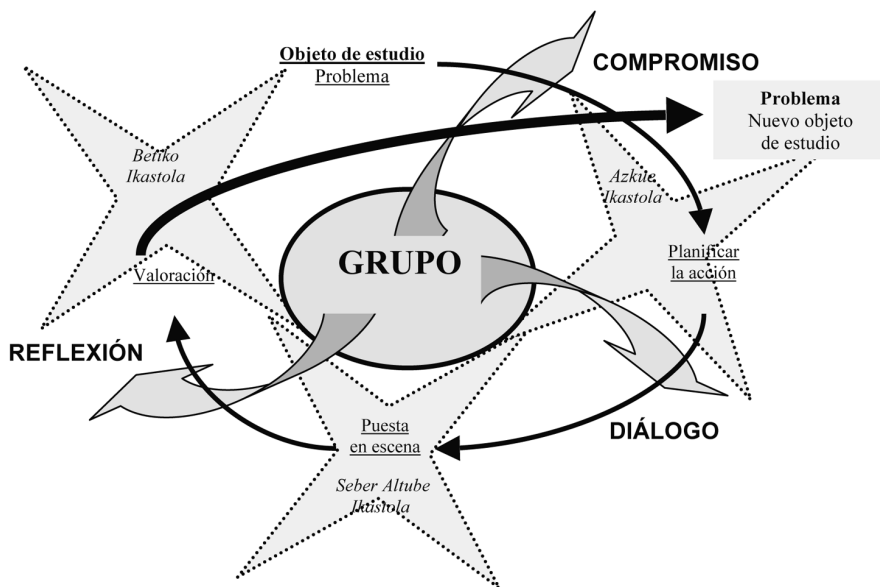 Objeto de estudio
Problema
COMPROMISO
Problema
Nuevo objeto
de estudio
Betiko
Ikastola
Azkue
Ikastola
GRUPO
Planificar
la acción
Valoración
REFLEXIÓN
DIÁLOGO
Puesta
en escena
Seber Altube
Ikastola